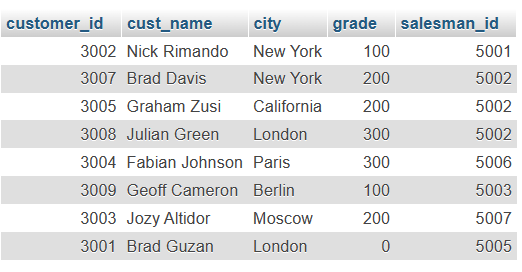 customer_id cust_name city grade salesman_id
3002 Nick Rimando New York 100 5001
3007 Brad Davis New York 200 5002
3005 Graham Zusi California 200 5002
3008 Julian Green London 300 5002
3004 Fabian Johnson Paris 300 5006
3009 Geoff Cameron Berlin 100 5003
3003 Jozy Altidor Moscow 200 5007
3001 Brad Guzan London 0 5005